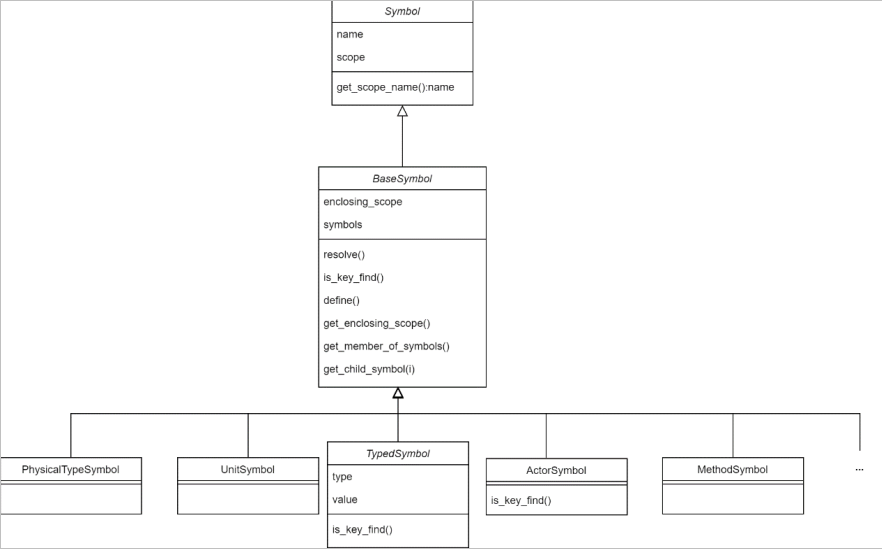 Symbol
name
scope
get_scope_name():name
BaseSymbol
enclosing_scope
symbols
resolve()
is_key_find()
define()
get_enclosing_scope()
get_member_of_symbols()
get_child_symbol(i)
PhysicalTypeSymbol
UnitSymbol
TypedSymbol
type
value
is_key_find()
ActorSymbol
is_key_find()
MethodSymbol
...